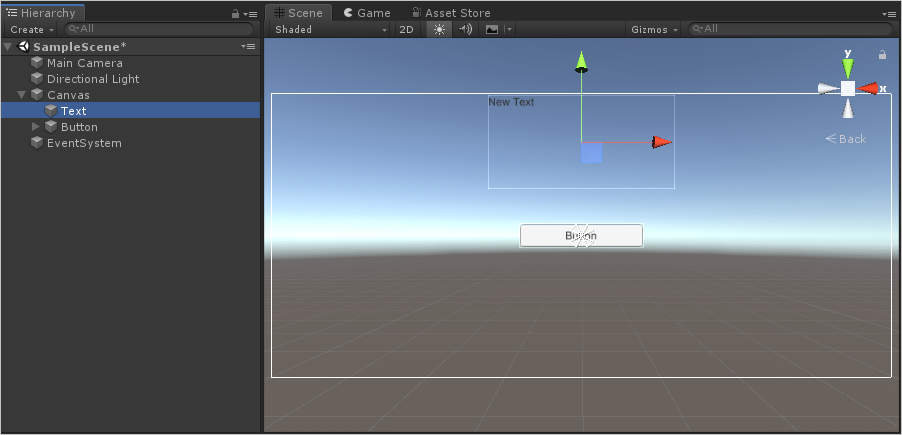 Hierarchy
Create
All
SampleScene*
Main Camera
Directional Light
Canvas
Text
Button
EventSystem
Scene Game Asset Store
Shaded 2D Gizmos All
y
x
Back
New Text
Button